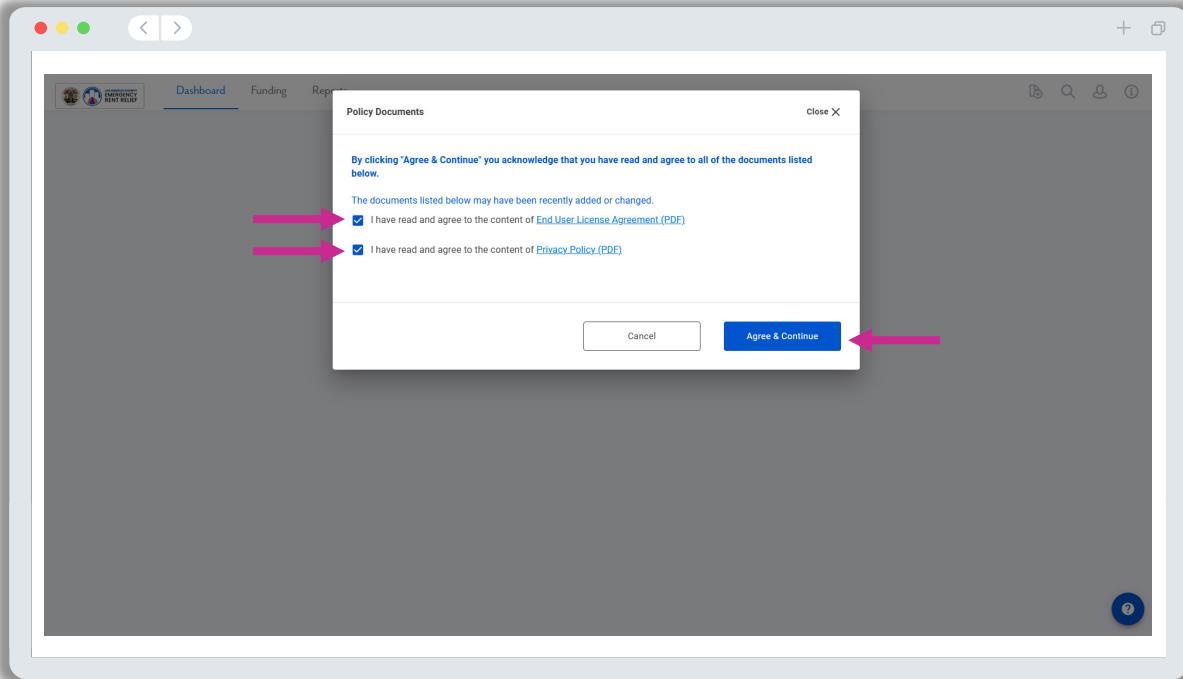 EMERGENCY
RENT RELIEF
Dashboard Funding
Policy Documents Close
By clicking "Agree & Continue" you acknowledge that you have read and agree to all of the documents listed
below.
The documents listed below may have been recently added or changed.
I have read and agree to the content of End User License Agreement (PDF)
I have read and agree to the content of Privacy Policy (PDF)
Cancel Agree & Continue
?